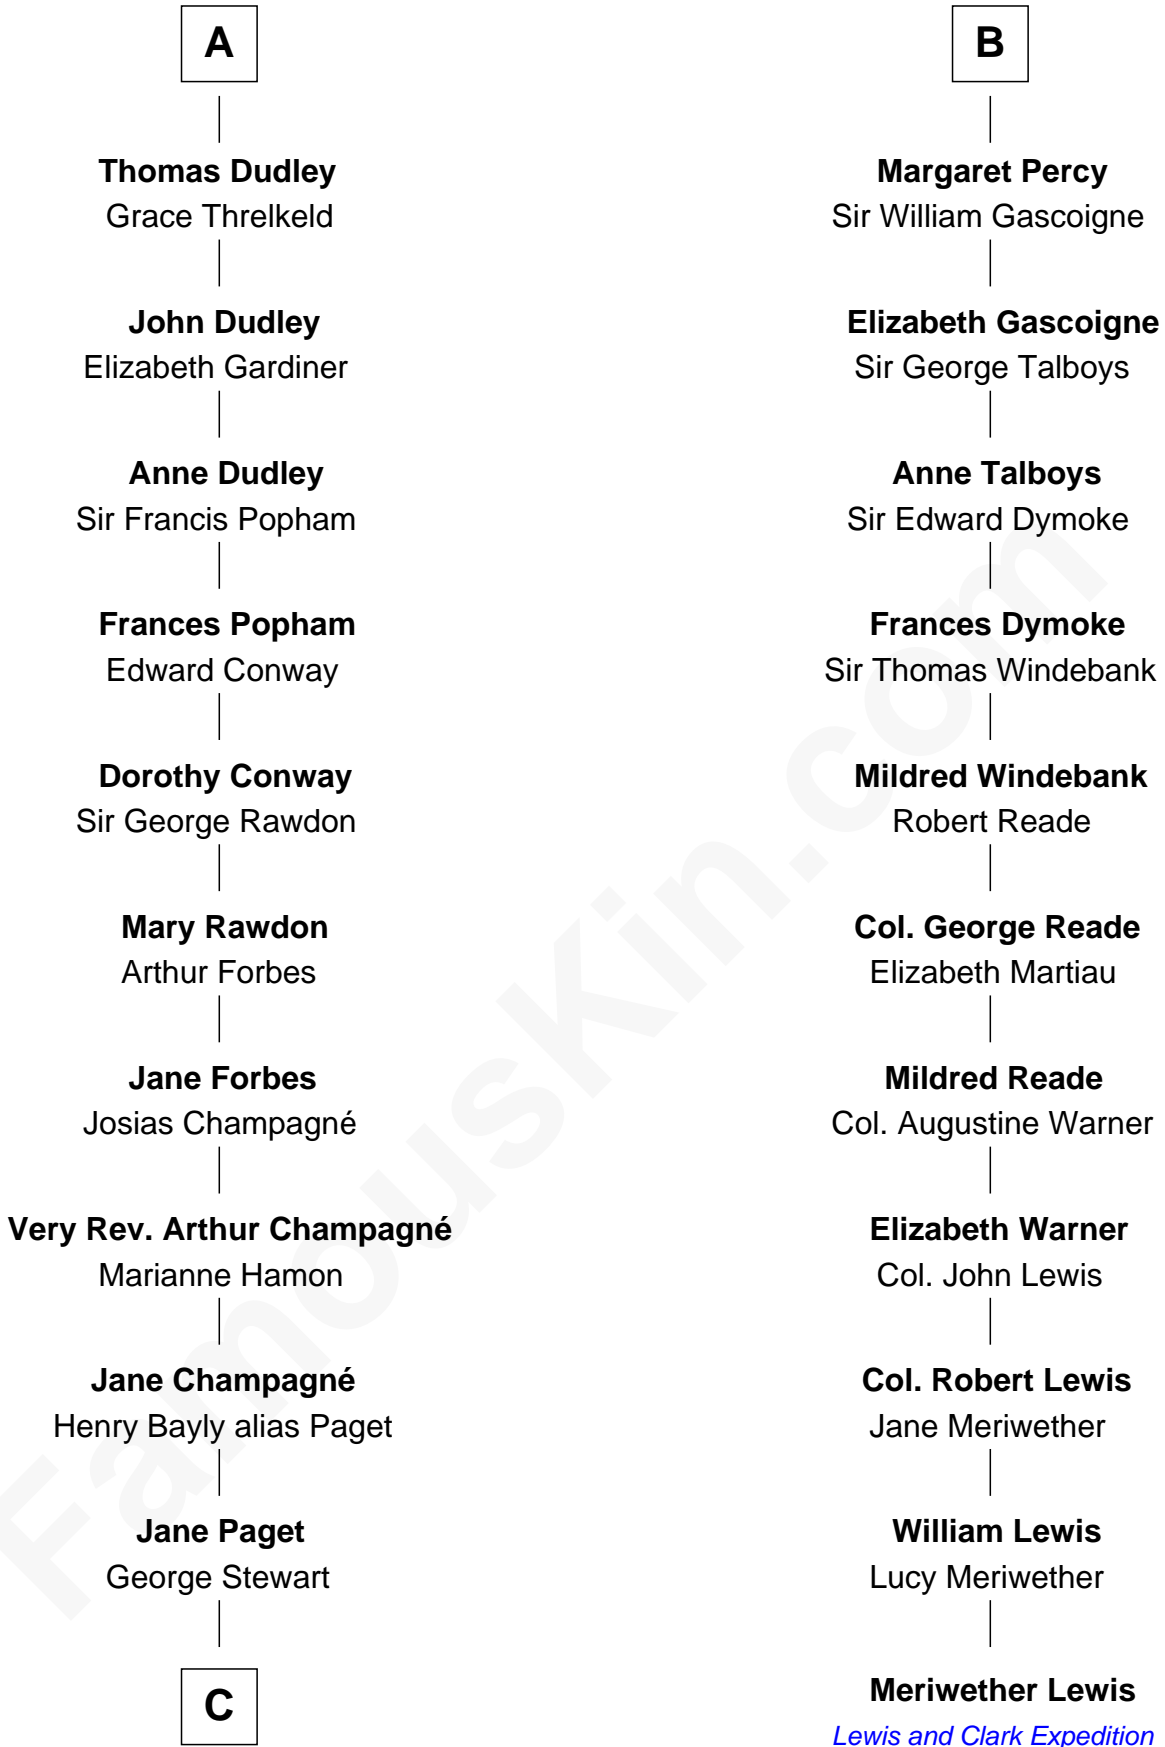 A
Thomas Dudley
Grace Threlkeld
John Dudley
Elizabeth Gardiner
Anne Dudley
Sir Francis Popham
Frances Popham
Edward Conway
Dorothy Conway
Sir George Rawdon
Mary Rawdon
Arthur Forbes
Jane Forbes
Josias Champagné
Very Rev. Arthur Champagné
Marianne Hamon
Jane Champagné
Henry Bayly alias Paget
Jane Paget
George Stewart
C
B
Margaret Percy
Sir William Gascoigne
Elizabeth Gascoigne
Sir George Talboys
Anne Talboys
Sir Edward Dymoke
Frances Dymoke
Sir Thomas Windebank
Mildred Windebank
Robert Reade
Col. George Reade
Elizabeth Martiau
Mildred Reade
Col. Augustine Warner
Elizabeth Warner
Col. John Lewis
Col. Robert Lewis
Jane Meriwether
William Lewis
Lucy Meriwether
Meriwether Lewis
Lewis and Clark Expedition
FamousKin.com